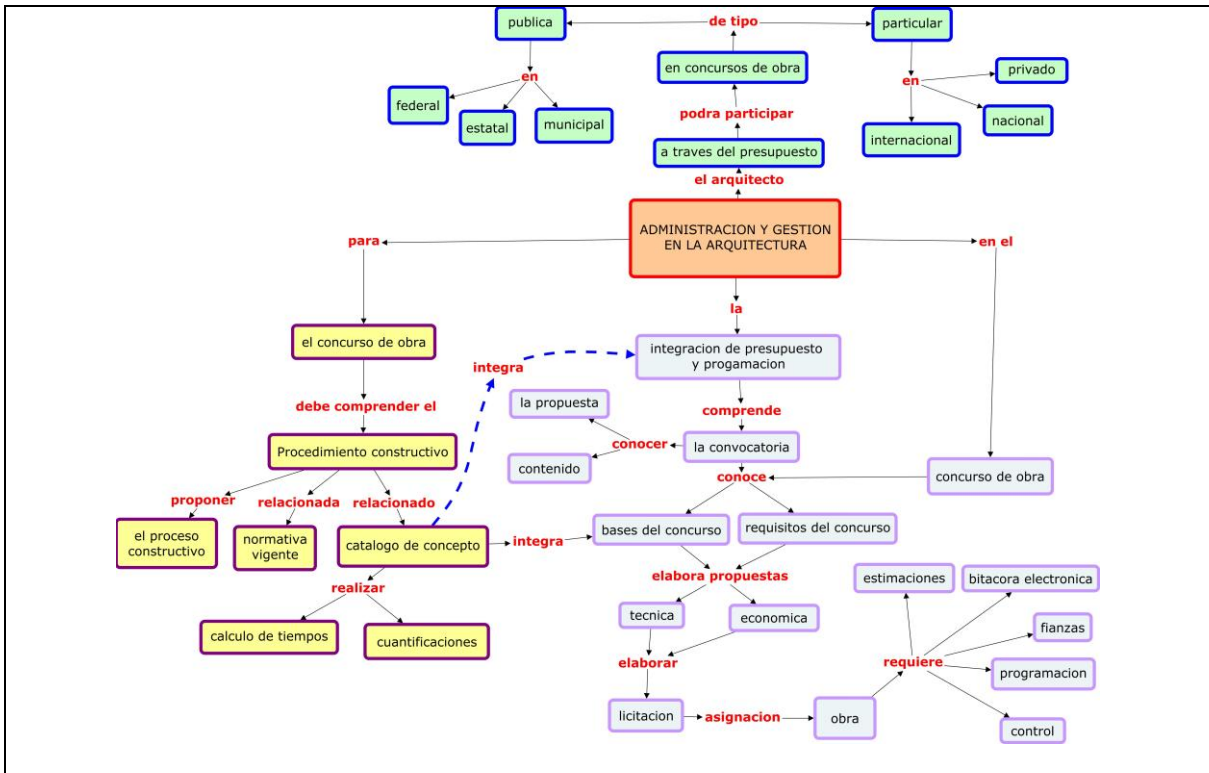 publica
de tipo
particular
en
en concursos de obra
en
privado
federal
estatal
municipal
podra participar
nacional
internacional
a traves del presupuesto
el arquitecto
ADMINISTRACION Y GESTION
EN LA ARQUITECTURA
para
en el
la
el concurso de obra
integracion de presupuesto
y progamacion
integra
debe comprender el
la propuesta
comprende
Procedimiento constructivo
conocer
la convocatoria
contenido
conoce
concurso de obra
proponer
relacionada
relacionado
el proceso
constructivo
normativa
vigente
catalogo de concepto
integra
bases del concurso
requisitos del concurso
realizar
elabora propuestas
estimaciones
bitacora electronica
calculo de tiempos
cuantificaciones
tecnica
economica
fianzas
elaborar
requiere
programacion
licitacion
asignacion
obra
control